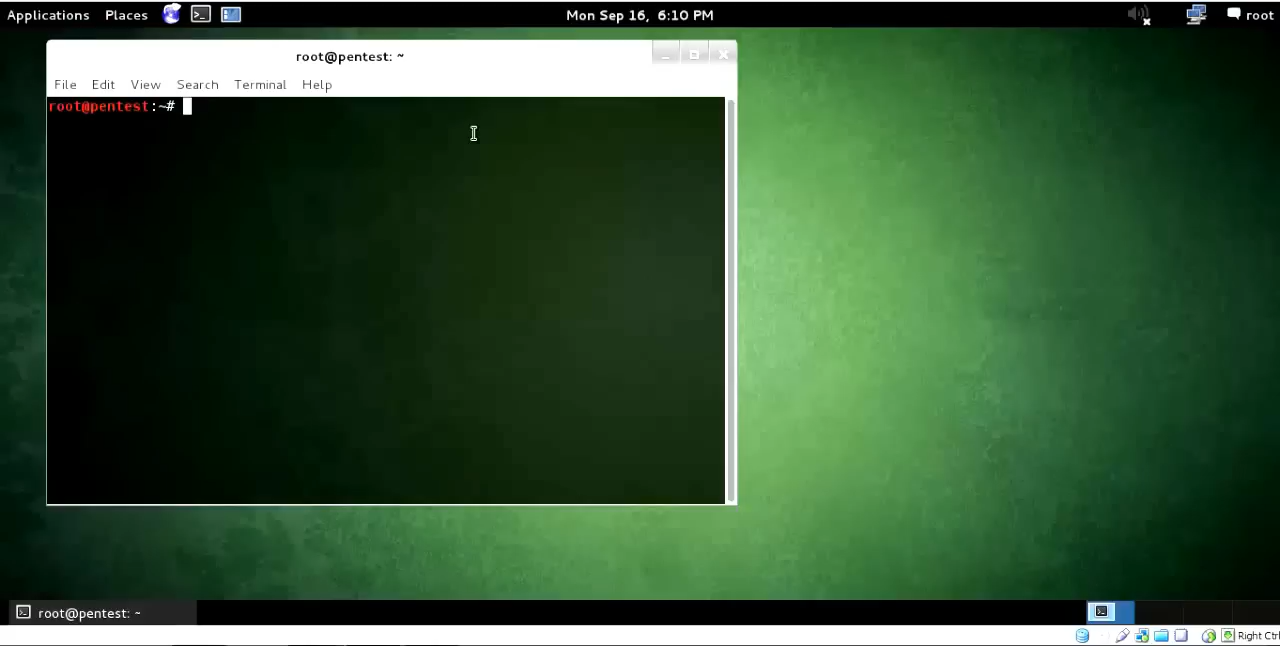 Applications Places Mon Sep 16, 6:10 PM root
root@pentest: ~
File Edit View Search Terminal Help
root@pentest:~#
root@pentest: ~
Right Ctrl